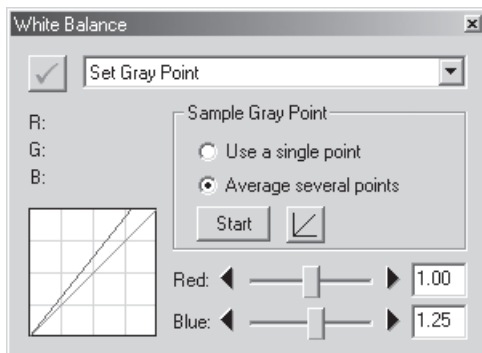 White Balance
Set Gray Point
R:
G:
B:
Sample Gray Point
Use a single point
Average several points
Start
Red: 1.00
Blue: 1.25